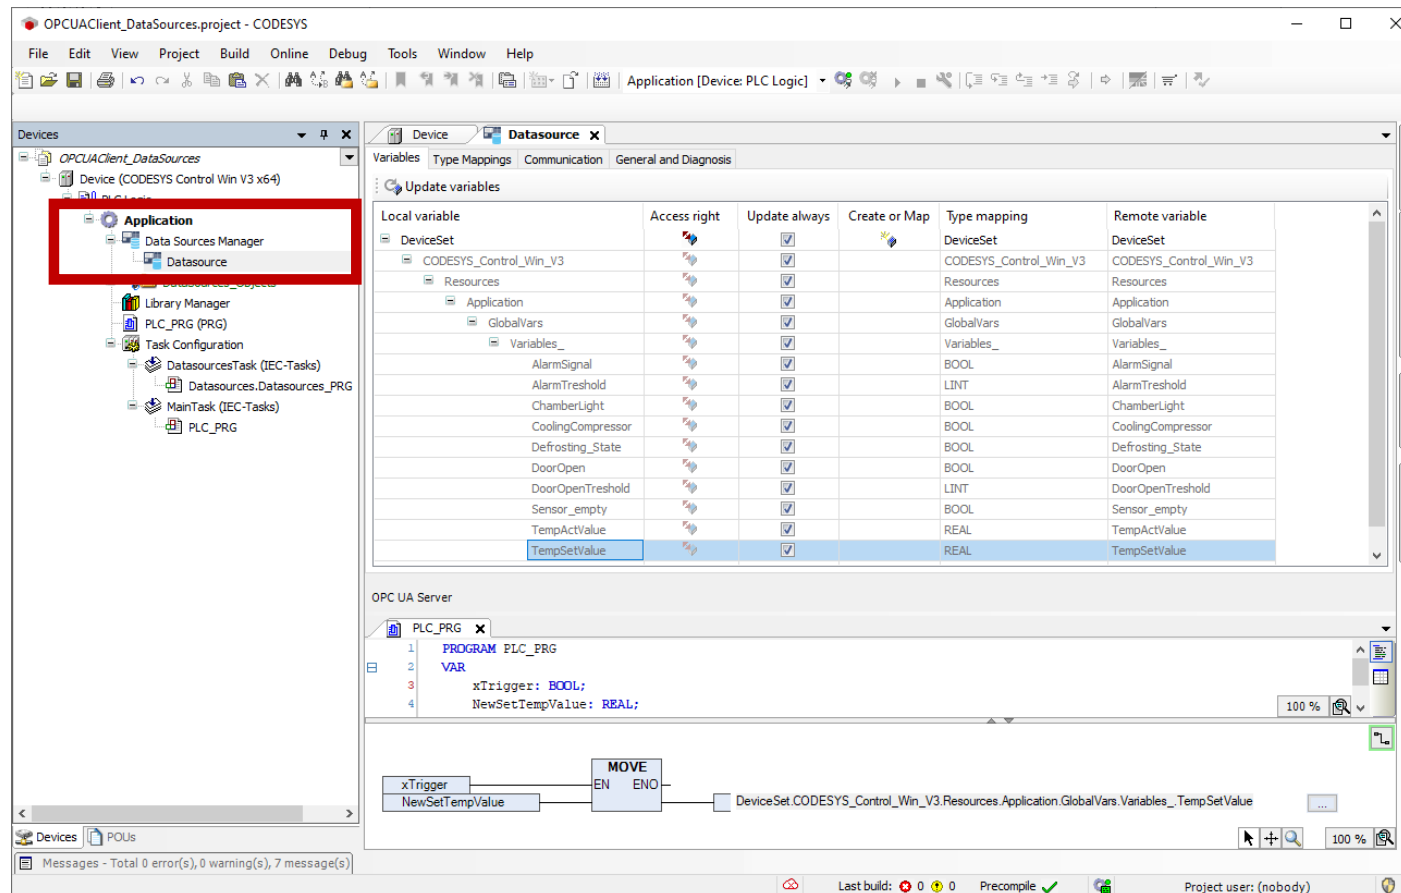 OPCUAClient_DataSources.project - CODESYS
File Edit View Project Build Online Debug Tools Window Help
Application [Device: PLC Logic]
Devices
OPCUAClient_DataSources
Device (CODESYS Control Win V3 x64)
PLC Logic
Application
Data Sources Manager
Datasource
DataSources_Objects
Library Manager
PLC_PRG (PRG)
Task Configuration
DatasourcesTask (IEC-Tasks)
Datasources.Datasources_PRG
MainTask (IEC-Tasks)
PLC_PRG
Devices POUs
Device Datasource
Variables Type Mappings Communication General and Diagnosis
Update variables
Local variable Access right Update always Create or Map Type mapping Remote variable
DeviceSet DeviceSet DeviceSet
CODESYS_Control_Win_V3 CODESYS_Control_Win_V3 CODESYS_Control_Win_V3
Resources Resources Resources
Application Application Application
GlobalVars GlobalVars GlobalVars
Variables_ Variables_ Variables_
AlarmSignal BOOL AlarmSignal
AlarmTreshold LINT AlarmTreshold
ChamberLight BOOL ChamberLight
CoolingCompressor BOOL CoolingCompressor
Defrosting_State BOOL Defrosting_State
DoorOpen BOOL DoorOpen
DoorOpenTreshold LINT DoorOpenTreshold
Sensor_empty BOOL Sensor_empty
TempActValue REAL TempActValue
TempSetValue REAL TempSetValue
OPC UA Server
PLC_PRG
1 PROGRAM PLC_PRG
2 VAR
3 xTrigger: BOOL;
4 NewSetTempValue: REAL;
100 %
MOVE
xTrigger EN ENO
NewSetTempValue DeviceSet.CODESYS_Control_Win_V3.Resources.Application.GlobalVars.Variables_.TempSetValue ...
100 %
Messages - Total 0 error(s), 0 warning(s), 7 message(s)
Last build: 0 0 Precompile Project user: (nobody)